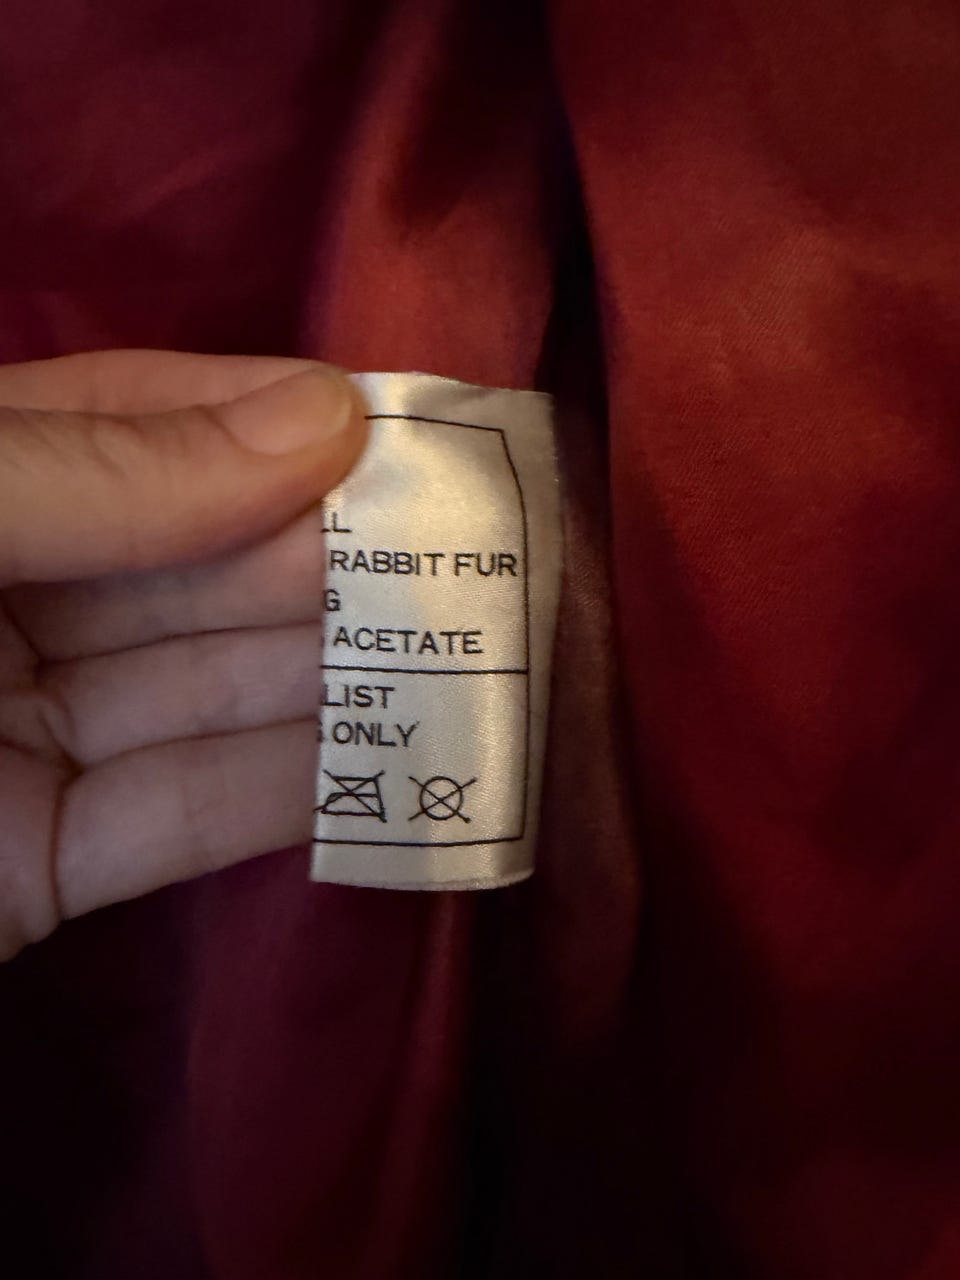 LL
RABBIT FUR
G
ACETATE
LIST
ONLY